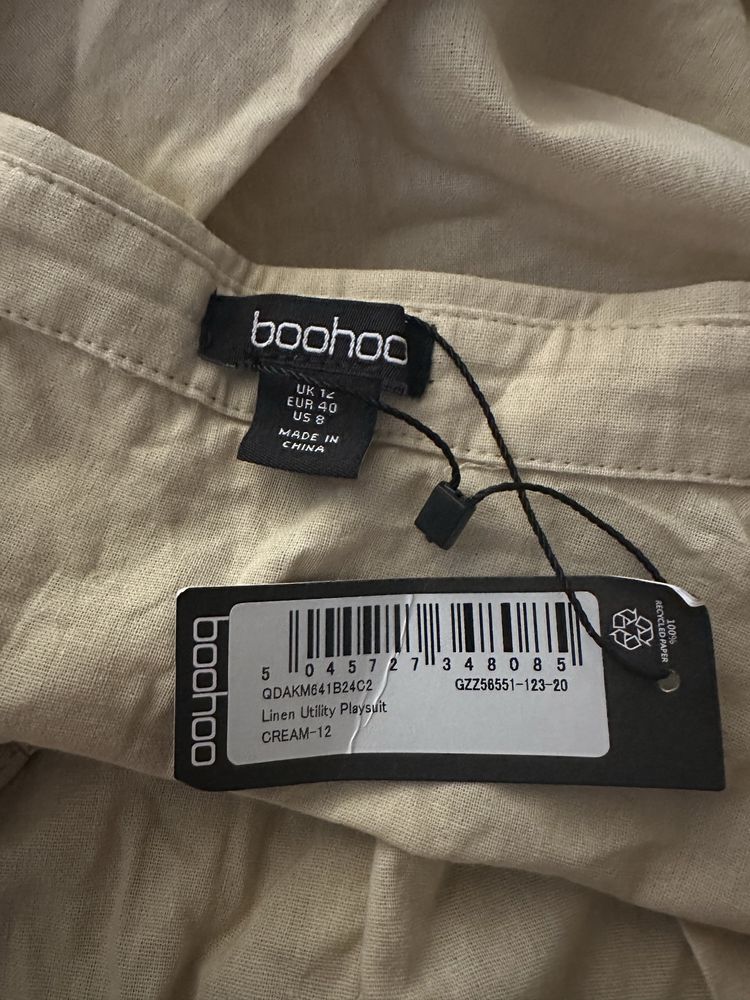 boohoo
UK 12
EUR 40
US 8
MADE IN
CHINA
boohoo
5 045727 348085
QDAKM641B24C2 GZZ56551-123-20
Linen Utility Playsuit
CREAM-12
100%
RECYCLED PAPER